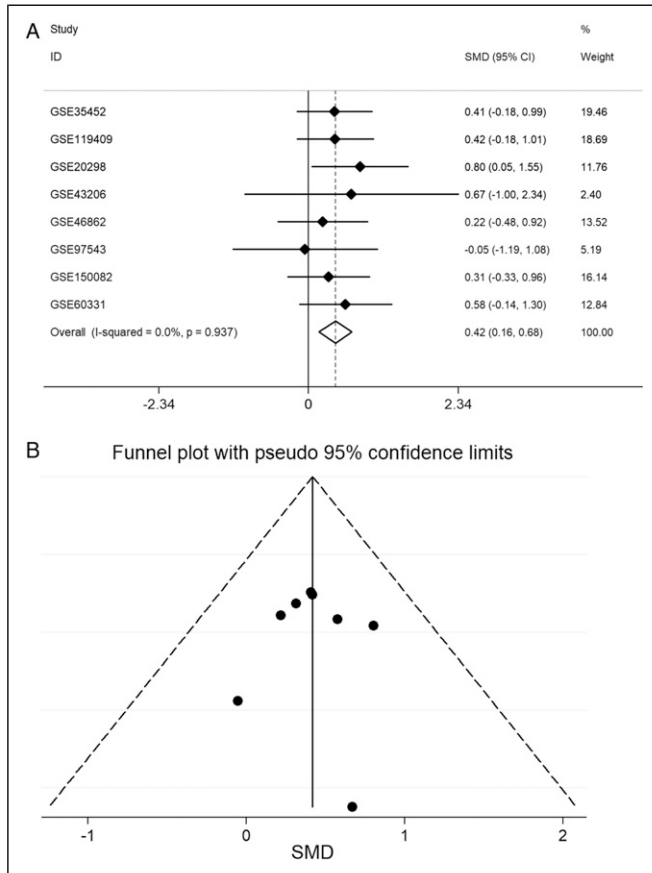 A
Study %
ID SMD (95% CI) Weight
GSE35452 0.41 (-0.18, 0.99) 19.46
GSE119409 0.42 (-0.18, 1.01) 18.69
GSE20298 0.80 (0.05, 1.55) 11.76
GSE43206 0.67 (-1.00, 2.34) 2.40
GSE46862 0.22 (-0.48, 0.92) 13.52
GSE97543 -0.05 (-1.19, 1.08) 5.19
GSE150082 0.31 (-0.33, 0.96) 16.14
GSE60331 0.58 (-0.14, 1.30) 12.84
Overall (I-squared = 0.0%, p = 0.937) 0.42 (0.16, 0.68) 100.00
-2.34 0 2.34
B
Funnel plot with pseudo 95% confidence limits
-1 0 1 2
SMD